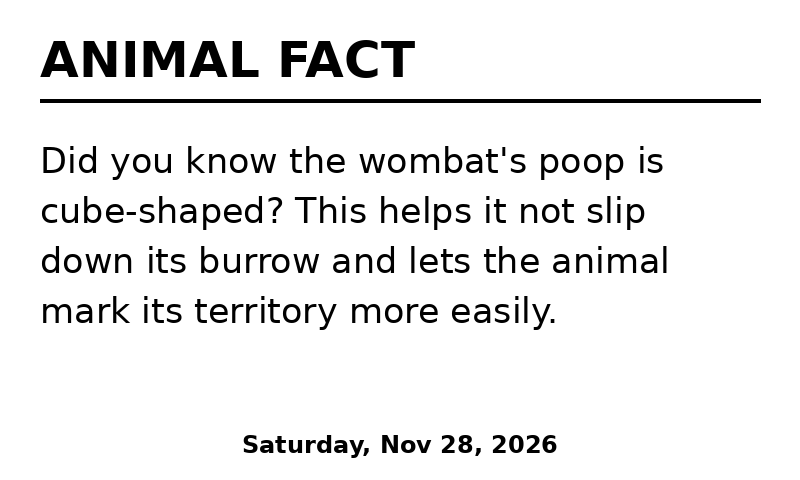 ANIMAL FACT
Did you know the wombat's poop is
cube-shaped? This helps it not slip
down its burrow and lets the animal
mark its territory more easily.
Saturday, Nov 28, 2026